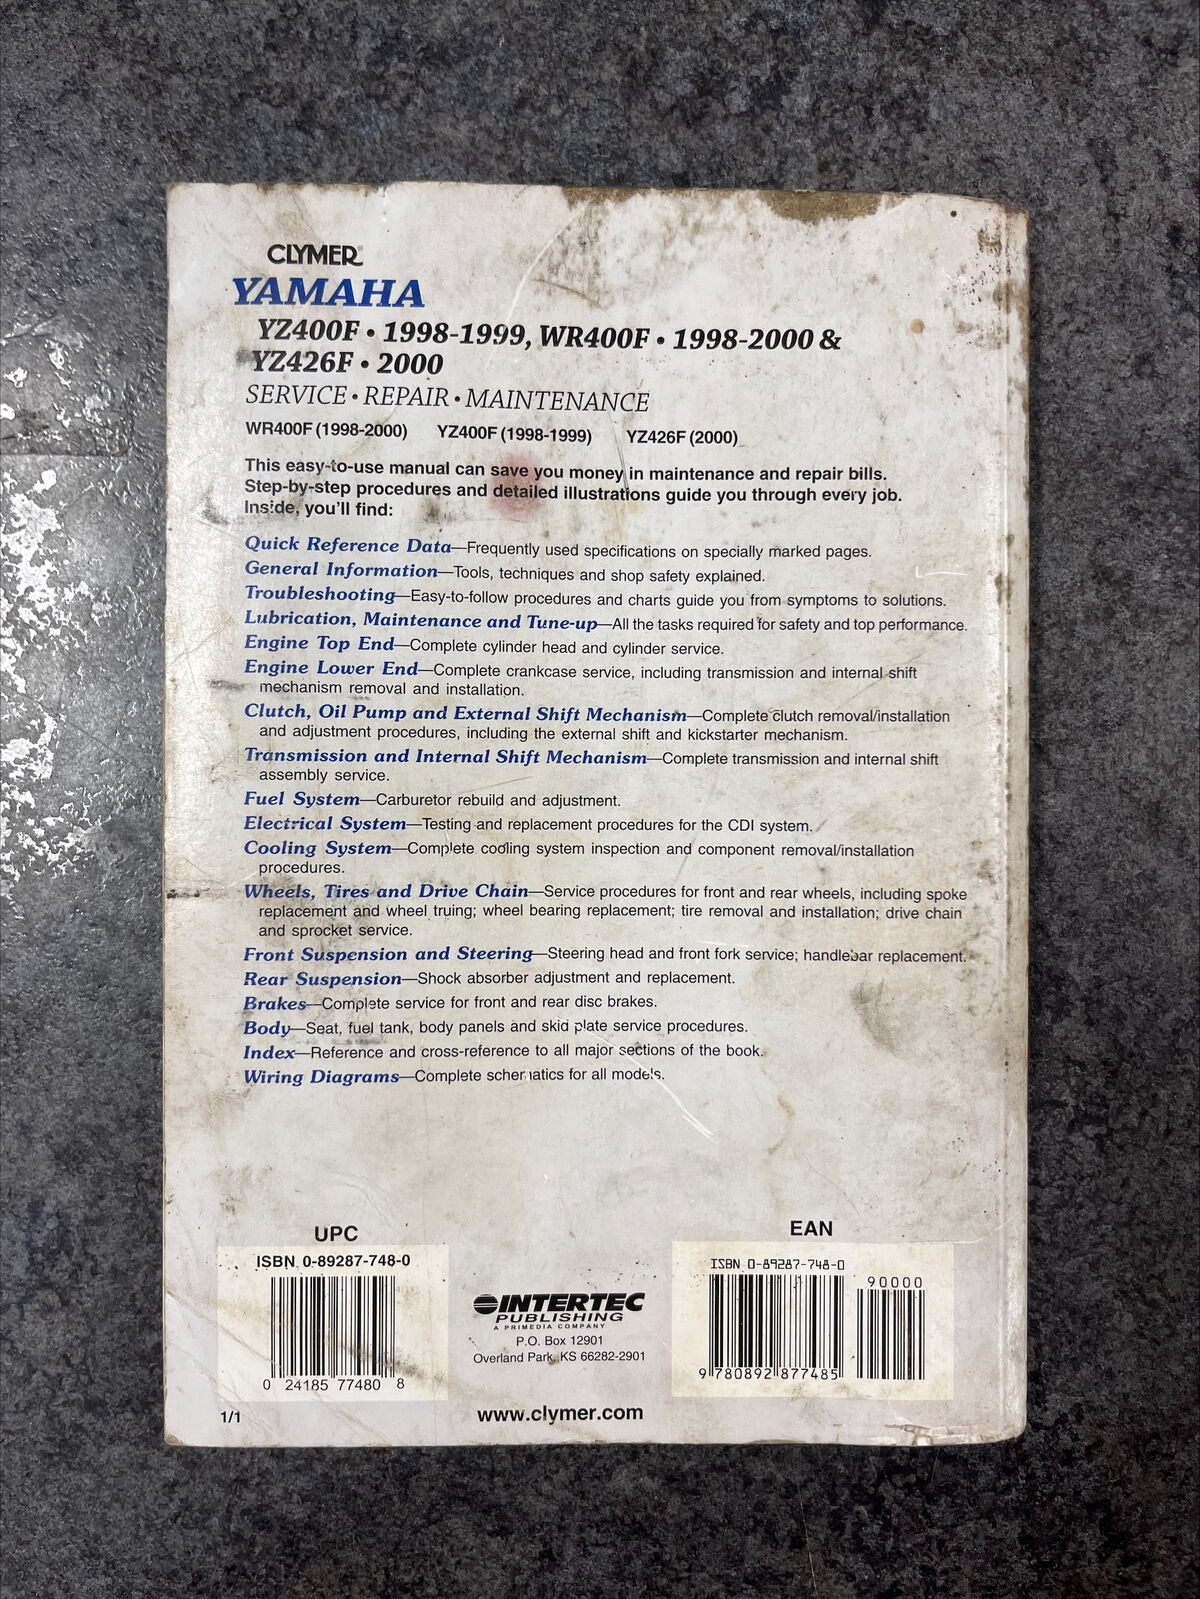 CLYMER®
YAMAHA
YZ400F • 1998-1999, WR400F • 1998-2000 &
YZ426F • 2000
SERVICE • REPAIR • MAINTENANCE
WR400F (1998-2000) YZ400F (1998-1999) YZ426F (2000)
This easy-to-use manual can save you money in maintenance and repair bills.
Step-by-step procedures and detailed illustrations guide you through every job.
Inside, you'll find:
Quick Reference Data—Frequently used specifications on specially marked pages.
General Information—Tools, techniques and shop safety explained.
Troubleshooting—Easy-to-follow procedures and charts guide you from symptoms to solutions.
Lubrication, Maintenance and Tune-up—All the tasks required for safety and top performance.
Engine Top End—Complete cylinder head and cylinder service.
Engine Lower End—Complete crankcase service, including transmission and internal shift
mechanism removal and installation.
Clutch, Oil Pump and External Shift Mechanism—Complete clutch removal/installation
and adjustment procedures, including the external shift and kickstarter mechanism.
Transmission and Internal Shift Mechanism—Complete transmission and internal shift
assembly service.
Fuel System—Carburetor rebuild and adjustment.
Electrical System—Testing and replacement procedures for the CDI system.
Cooling System—Complete cooling system inspection and component removal/installation
procedures.
Wheels, Tires and Drive Chain—Service procedures for front and rear wheels, including spoke
replacement and wheel truing; wheel bearing replacement; tire removal and installation; drive chain
and sprocket service.
Front Suspension and Steering—Steering head and front fork service; handlebar replacement.
Rear Suspension—Shock absorber adjustment and replacement.
Brakes—Complete service for front and rear disc brakes.
Body—Seat, fuel tank, body panels and skid plate service procedures.
Index—Reference and cross-reference to all major sections of the book.
Wiring Diagrams—Complete schematics for all models.
UPC
ISBN 0-89287-748-0
0 24185 77480 8
INTERTEC
PUBLISHING
A PRIMEDIA COMPANY
P.O. Box 12901
Overland Park, KS 66282-2901
EAN
ISBN 0-89287-748-0
90000
9 780892 877485
1/1
www.clymer.com